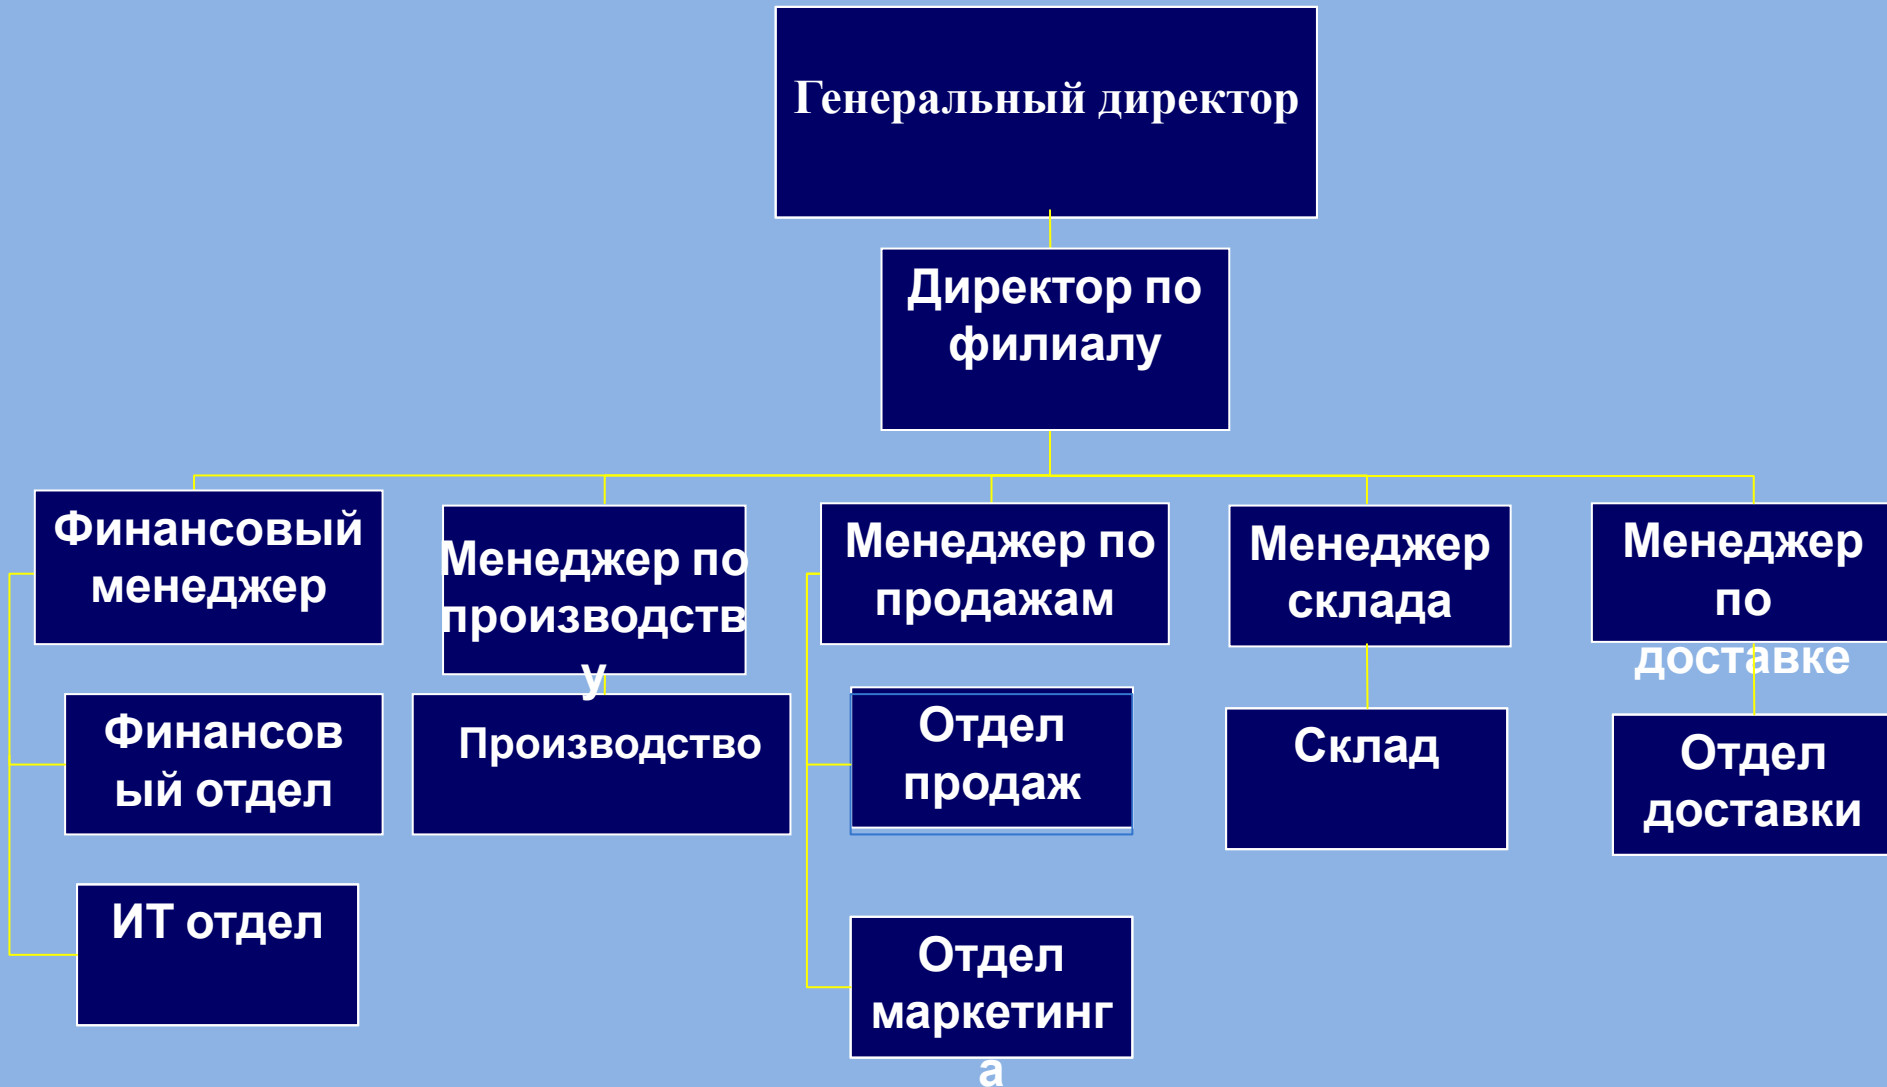 Генеральный директор
Директор по
филиалу
Финансовый
менеджер
Менеджер по
производств
у
Менеджер по
продажам
Менеджер
склада
Менеджер
по
доставке
Финансов
ый отдел
Производство
Отдел
продаж
Склад
Отдел
доставки
ИТ отдел
Отдел
маркетинг
а